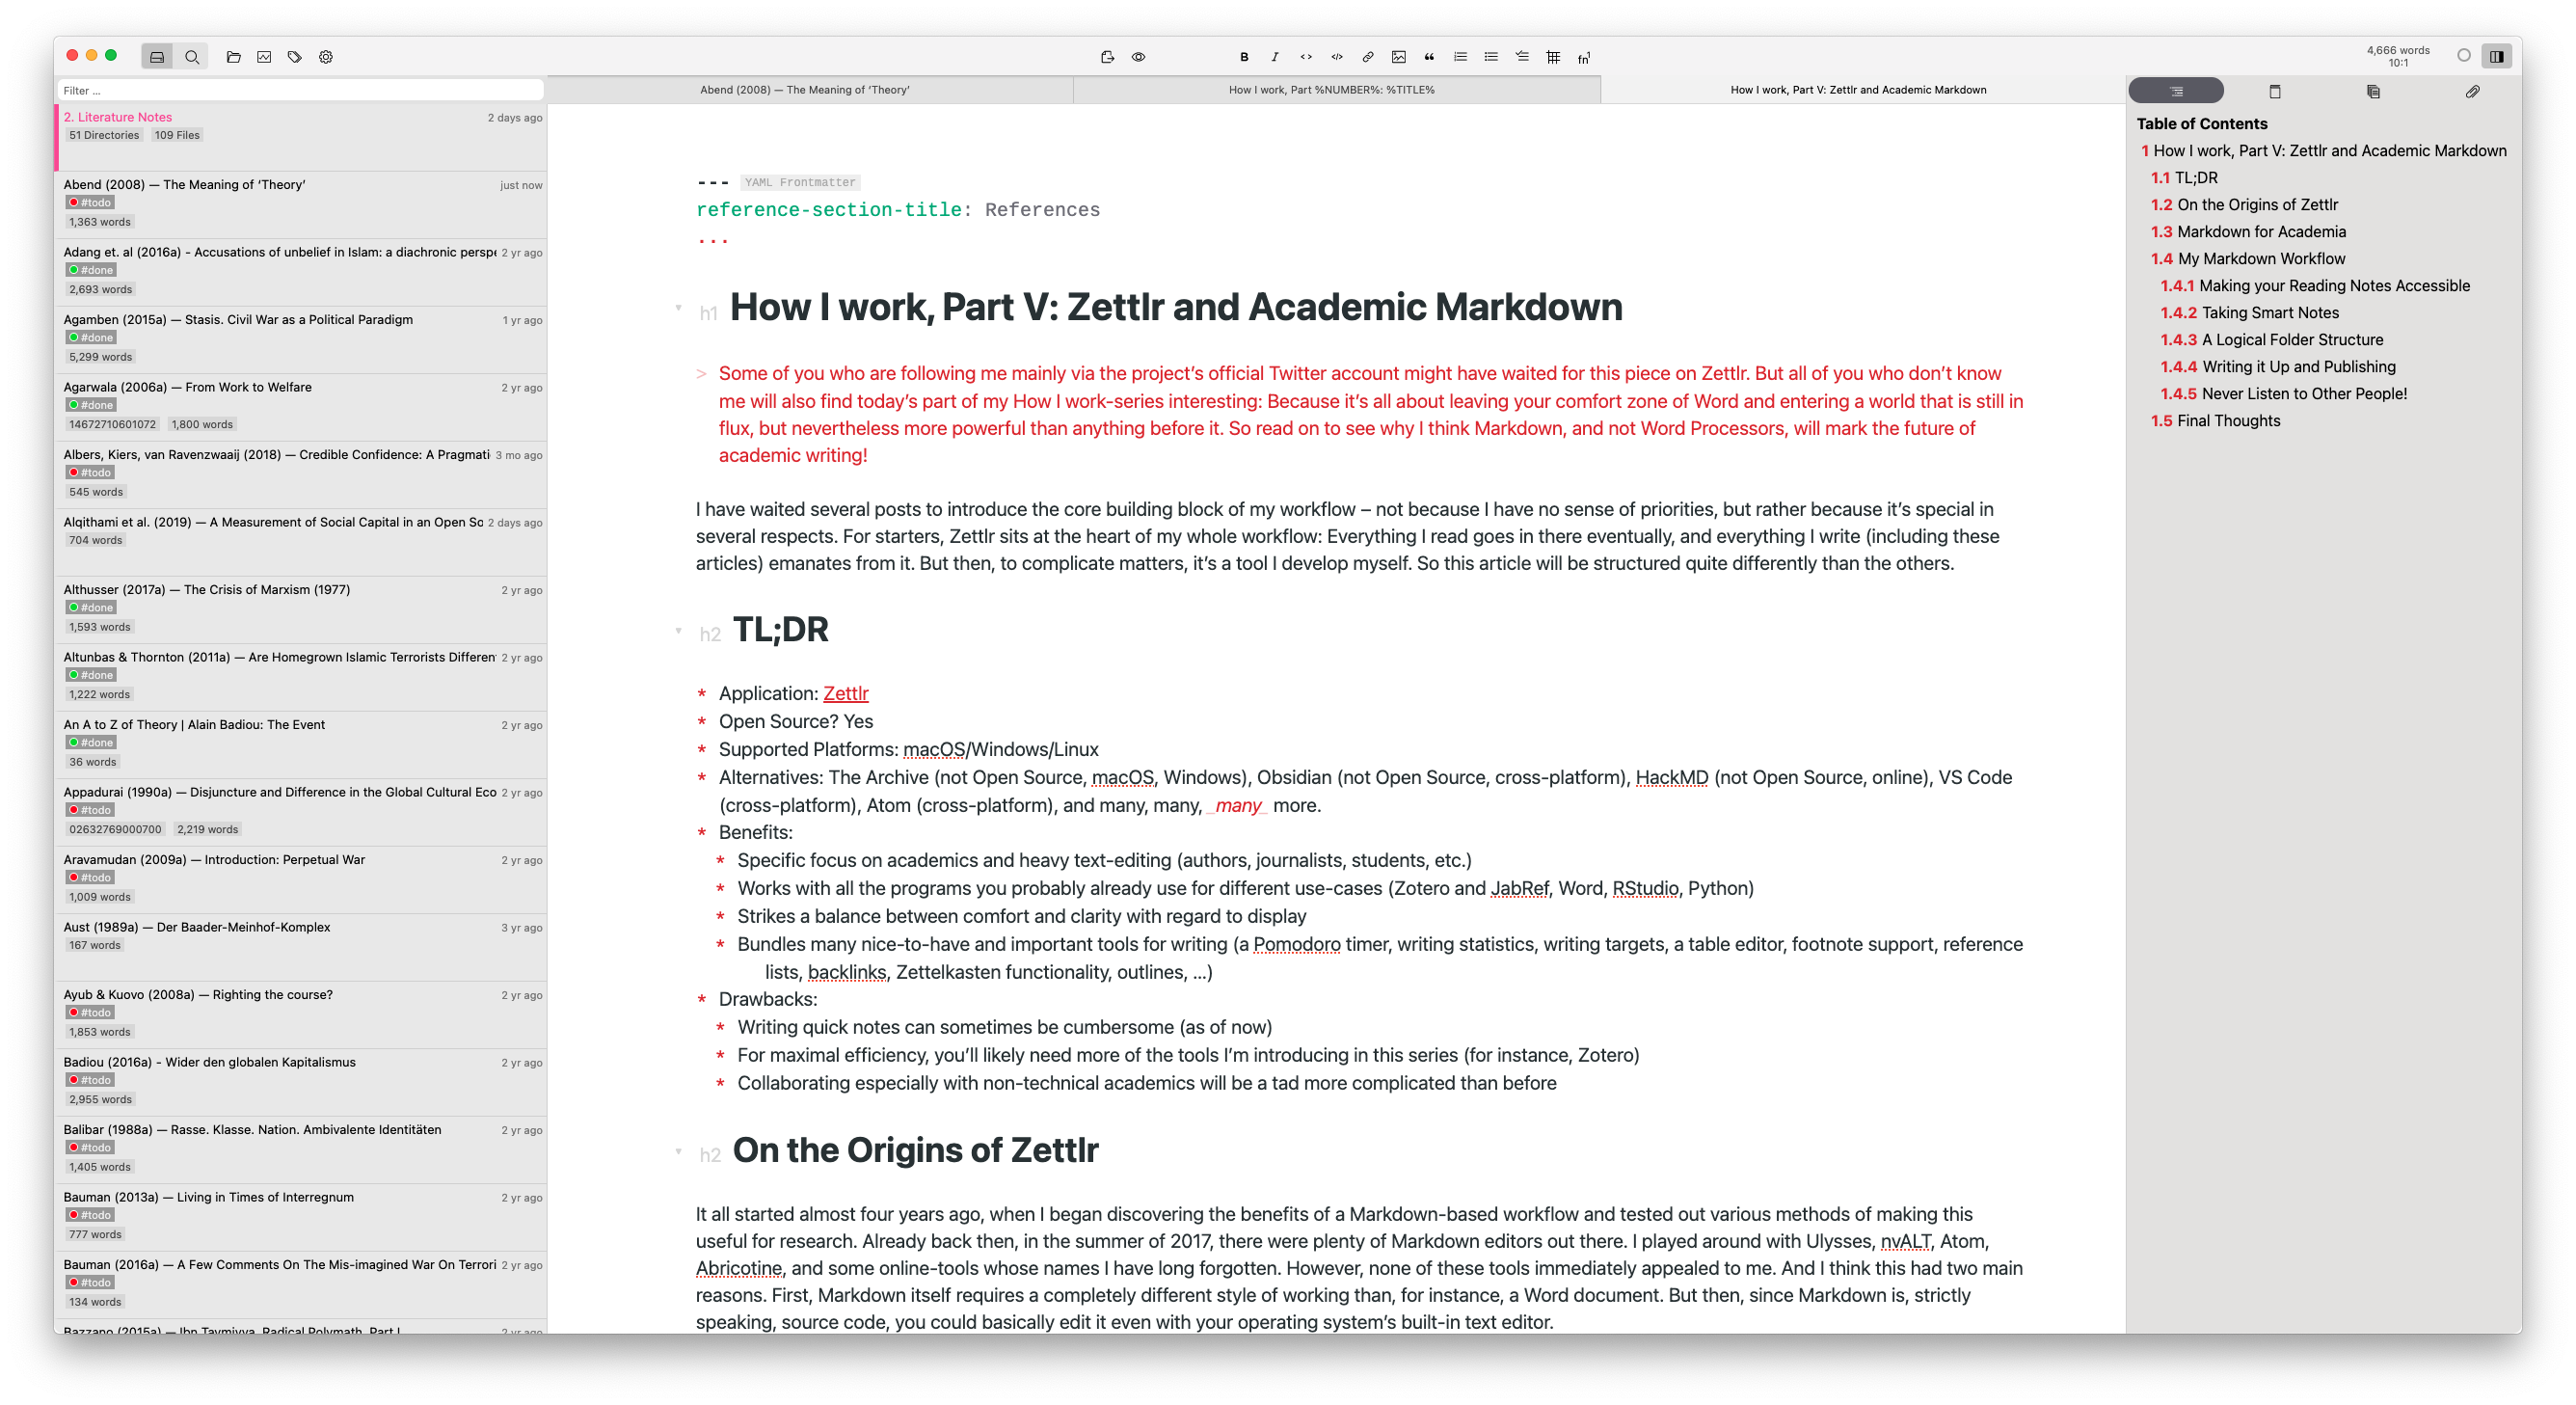 4,666 words
10:1
Filter ...
2. Literature Notes
2 days ago
51 Directories 109 Files
Abend (2008) — The Meaning of ‘Theory’
just now
#todo
1,363 words
Adang et. al (2016a) - Accusations of unbelief in Islam: a diachronic perspe
2 yr ago
#done
2,693 words
Agamben (2015a) — Stasis. Civil War as a Political Paradigm
1 yr ago
#done
5,299 words
Agarwala (2006a) — From Work to Welfare
2 yr ago
#done
14672710601072 1,800 words
Albers, Kiers, van Ravenzwaaij (2018) — Credible Confidence: A Pragmati
3 mo ago
#todo
545 words
Alqithami et al. (2019) — A Measurement of Social Capital in an Open So
2 days ago
704 words
Althusser (2017a) — The Crisis of Marxism (1977)
2 yr ago
#done
1,593 words
Altunbas & Thornton (2011a) — Are Homegrown Islamic Terrorists Differen
2 yr ago
#done
1,222 words
An A to Z of Theory | Alain Badiou: The Event
2 yr ago
#done
36 words
Appadurai (1990a) — Disjuncture and Difference in the Global Cultural Eco
2 yr ago
#todo
02632769000700 2,219 words
Aravamudan (2009a) — Introduction: Perpetual War
2 yr ago
#todo
1,009 words
Aust (1989a) — Der Baader-Meinhof-Komplex
3 yr ago
167 words
Ayub & Kuovo (2008a) — Righting the course?
2 yr ago
#todo
1,853 words
Badiou (2016a) - Wider den globalen Kapitalismus
2 yr ago
#todo
2,955 words
Balibar (1988a) — Rasse. Klasse. Nation. Ambivalente Identitäten
2 yr ago
#todo
1,405 words
Bauman (2013a) — Living in Times of Interregnum
2 yr ago
#todo
777 words
Bauman (2016a) — A Few Comments On The Mis-imagined War On Terrori
2 yr ago
#todo
134 words
Bazzano (2015a) — Ibn Taymiyya, Radical Polymath, Part I
2 yr ago
Abend (2008) — The Meaning of ‘Theory’
How I work, Part %NUMBER%: %TITLE%
How I work, Part V: Zettlr and Academic Markdown
--- YAML Frontmatter
reference-section-title: References
...
h1 How I work, Part V: Zettlr and Academic Markdown
> Some of you who are following me mainly via the project’s official Twitter account might have waited for this piece on Zettlr. But all of you who don’t know
me will also find today’s part of my How I work-series interesting: Because it’s all about leaving your comfort zone of Word and entering a world that is still in
flux, but nevertheless more powerful than anything before it. So read on to see why I think Markdown, and not Word Processors, will mark the future of
academic writing!
I have waited several posts to introduce the core building block of my workflow – not because I have no sense of priorities, but rather because it’s special in
several respects. For starters, Zettlr sits at the heart of my whole workflow: Everything I read goes in there eventually, and everything I write (including these
articles) emanates from it. But then, to complicate matters, it’s a tool I develop myself. So this article will be structured quite differently than the others.
h2 TL;DR
* Application: Zettlr
* Open Source? Yes
* Supported Platforms: macOS/Windows/Linux
* Alternatives: The Archive (not Open Source, macOS, Windows), Obsidian (not Open Source, cross-platform), HackMD (not Open Source, online), VS Code
(cross-platform), Atom (cross-platform), and many, many, _many_ more.
* Benefits:
* Specific focus on academics and heavy text-editing (authors, journalists, students, etc.)
* Works with all the programs you probably already use for different use-cases (Zotero and JabRef, Word, RStudio, Python)
* Strikes a balance between comfort and clarity with regard to display
* Bundles many nice-to-have and important tools for writing (a Pomodoro timer, writing statistics, writing targets, a table editor, footnote support, reference
lists, backlinks, Zettelkasten functionality, outlines, ...)
* Drawbacks:
* Writing quick notes can sometimes be cumbersome (as of now)
* For maximal efficiency, you’ll likely need more of the tools I’m introducing in this series (for instance, Zotero)
* Collaborating especially with non-technical academics will be a tad more complicated than before
h2 On the Origins of Zettlr
It all started almost four years ago, when I began discovering the benefits of a Markdown-based workflow and tested out various methods of making this
useful for research. Already back then, in the summer of 2017, there were plenty of Markdown editors out there. I played around with Ulysses, nvALT, Atom,
Abricotine, and some online-tools whose names I have long forgotten. However, none of these tools immediately appealed to me. And I think this had two main
reasons. First, Markdown itself requires a completely different style of working than, for instance, a Word document. But then, since Markdown is, strictly
speaking, source code, you could basically edit it even with your operating system’s built-in text editor.
Table of Contents
1 How I work, Part V: Zettlr and Academic Markdown
1.1 TL;DR
1.2 On the Origins of Zettlr
1.3 Markdown for Academia
1.4 My Markdown Workflow
1.4.1 Making your Reading Notes Accessible
1.4.2 Taking Smart Notes
1.4.3 A Logical Folder Structure
1.4.4 Writing it Up and Publishing
1.4.5 Never Listen to Other People!
1.5 Final Thoughts